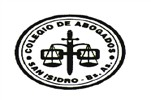 COLEGIO DE ABOGADOS
SAN ISIDRO - Bs. As.